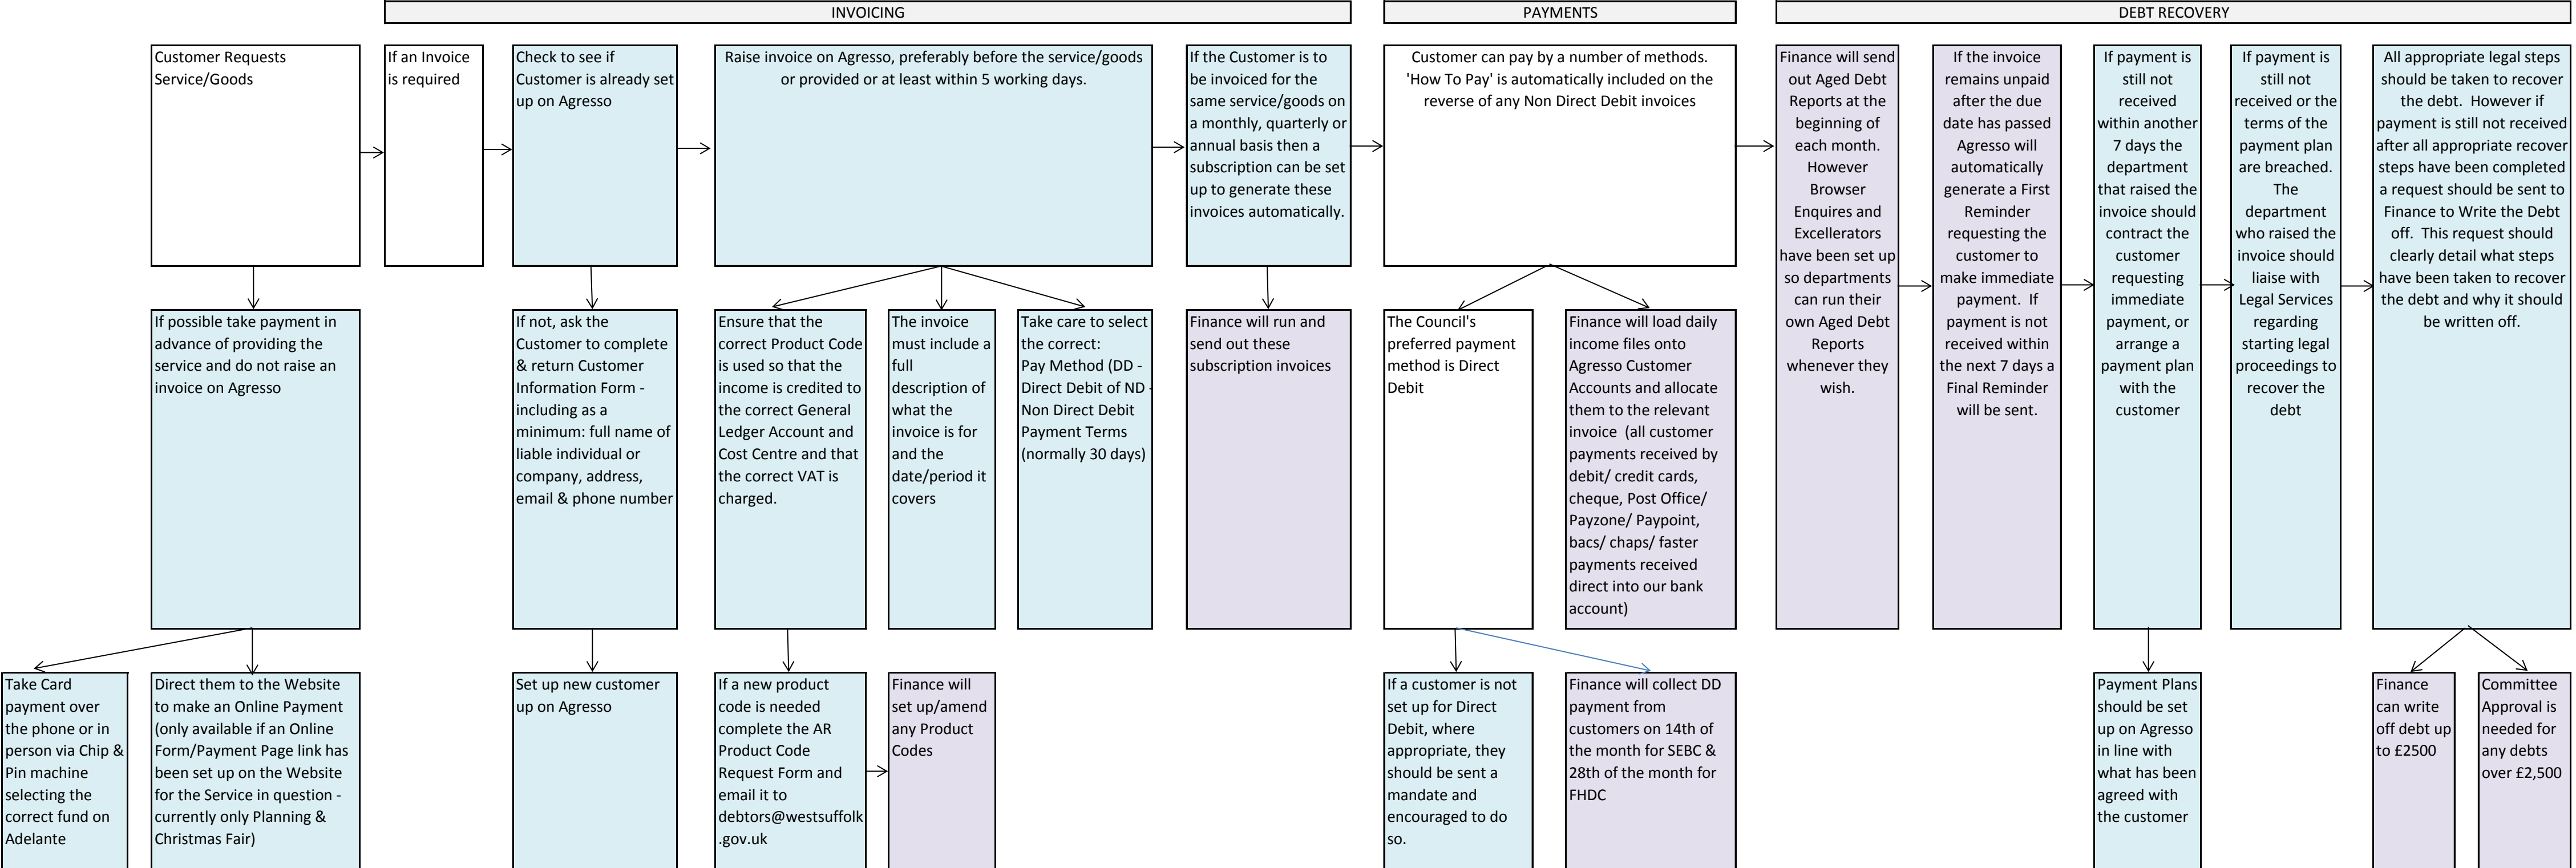 INVOICING
PAYMENTS
DEBT RECOVERY
Customer Requests
Service/Goods
If an Invoice
is required
Check to see if
Customer is already set
up on Agresso
Raise invoice on Agresso, preferably before the service/goods
or provided or at least within 5 working days.
If the Customer is to
be invoiced for the
same service/goods on
a monthly, quarterly or
annual basis then a
subscription can be set
up to generate these
invoices automatically.
Customer can pay by a number of methods.
'How To Pay' is automatically included on the
reverse of any Non Direct Debit invoices
Finance will send
out Aged Debt
Reports at the
beginning of
each month.
However
Browser
Enquires and
Excellerators
have been set up
so departments
can run their
own Aged Debt
Reports
whenever they
wish.
If the invoice
remains unpaid
after the due
date has passed
Agresso will
automatically
generate a First
Reminder
requesting the
customer to
make immediate
payment.  If
payment is not
received within
the next 7 days a
Final Reminder
will be sent.
If payment is
still not
received
within another
7 days the
department
that raised the
invoice should
contract the
customer
requesting
immediate
payment, or
arrange a
payment plan
with the
customer
If payment is
still not
received or the
terms of the
payment plan
are breached.
The
department
who raised the
invoice should
liaise with
Legal Services
regarding
starting legal
proceedings to
recover the
debt
All appropriate legal steps
should be taken to recover
the debt.  However if
payment is still not received
after all appropriate recover
steps have been completed
a request should be sent to
Finance to Write the Debt
off.  This request should
clearly detail what steps
have been taken to recover
the debt and why it should
be written off.
If possible take payment in
advance of providing the
service and do not raise an
invoice on Agresso
If not, ask the
Customer to complete
& return Customer
Information Form -
including as a
minimum: full name of
liable individual or
company, address,
email & phone number
Ensure that the
correct Product Code
is used so that the
income is credited to
the correct General
Ledger Account and
Cost Centre and that
the correct VAT is
charged.
The invoice
must include a
full
description of
what the
invoice is for
and the
date/period it
covers
Take care to select
the correct:
Pay Method (DD -
Direct Debit of ND -
Non Direct Debit
Payment Terms
(normally 30 days)
Finance will run and
send out these
subscription invoices
The Council's
preferred payment
method is Direct
Debit
Finance will load daily
income files onto
Agresso Customer
Accounts and allocate
them to the relevant
invoice  (all customer
payments received by
debit/ credit cards,
cheque, Post Office/
Payzone/ Paypoint,
bacs/ chaps/ faster
payments received
direct into our bank
account)
Take Card
payment over
the phone or in
person via Chip &
Pin machine
selecting the
correct fund on
Adelante
Direct them to the Website
to make an Online Payment
(only available if an Online
Form/Payment Page link has
been set up on the Website
for the Service in question -
currently only Planning &
Christmas Fair)
Set up new customer
up on Agresso
If a new product
code is needed
complete the AR
Product Code
Request Form and
email it to
debtors@westsuffolk
.gov.uk
Finance will
set up/amend
any Product
Codes
If a customer is not
set up for Direct
Debit, where
appropriate, they
should be sent a
mandate and
encouraged to do
so.
Finance will collect DD
payment from
customers on 14th of
the month for SEBC &
28th of the month for
FHDC
Payment Plans
should be set
up on Agresso
in line with
what has been
agreed with
the customer
Finance
can write
off debt up
to £2500
Committee
Approval is
needed for
any debts
over £2,500